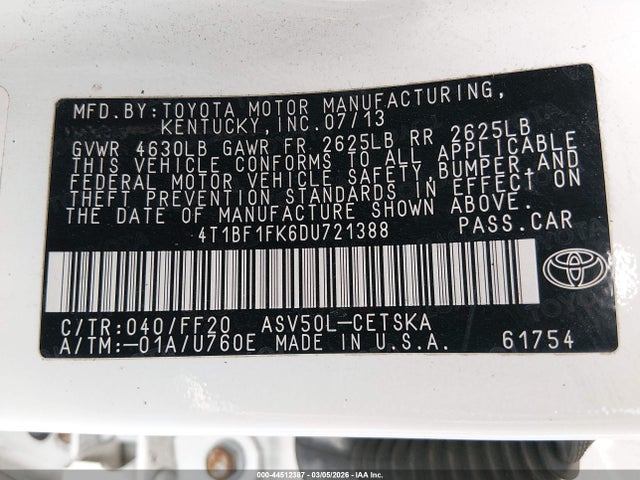 MFD.BY:TOYOTA MOTOR MANUFACTURING,
KENTUCKY,INC.07/13
GVWR 4630LB GAWR FR 2625LB RR 2625LB
THIS VEHICLE CONFORMS TO ALL APPLICABLE
FEDERAL MOTOR VEHICLE SAFETY,BUMPER,AND
THEFT PREVENTION STANDARDS IN EFFECT ON
THE DATE OF MANUFACTURE SHOWN ABOVE.
4T1BF1FK6DU721388 PASS.CAR
C/TR:040/FF20 ASV50L-CETSKA
A/TM:-01A/U760E MADE IN U.S.A. 61754
000-44512387 - 03/05/2026 - IAA Inc.